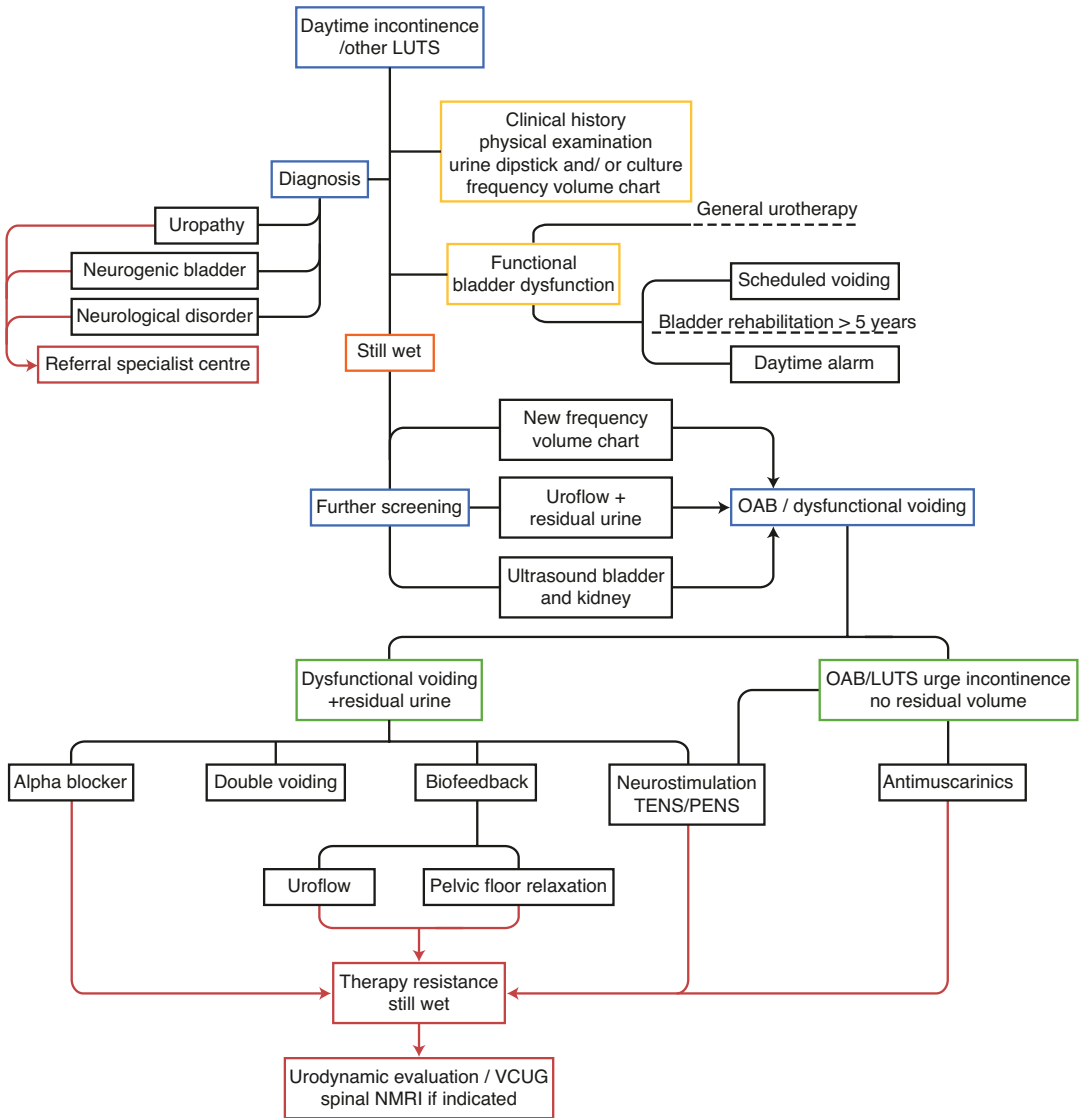 Daytime incontinence
/other LUTS
Clinical history
physical examination
urine dipstick and/ or culture
frequency volume chart
Diagnosis
Uropathy
Neurogenic bladder
Neurological disorder
Referral specialist centre
General urotherapy
Functional
bladder dysfunction
Scheduled voiding
Bladder rehabilitation > 5 years
Daytime alarm
Still wet
New frequency
volume chart
Further screening
Uroflow +
residual urine
OAB / dysfunctional voiding
Ultrasound bladder
and kidney
Dysfunctional voiding
+residual urine
OAB/LUTS urge incontinence
no residual volume
Alpha blocker
Double voiding
Biofeedback
Neurostimulation
TENS/PENS
Antimuscarinics
Uroflow
Pelvic floor relaxation
Therapy resistance
still wet
Urodynamic evaluation / VCUG
spinal NMRI if indicated